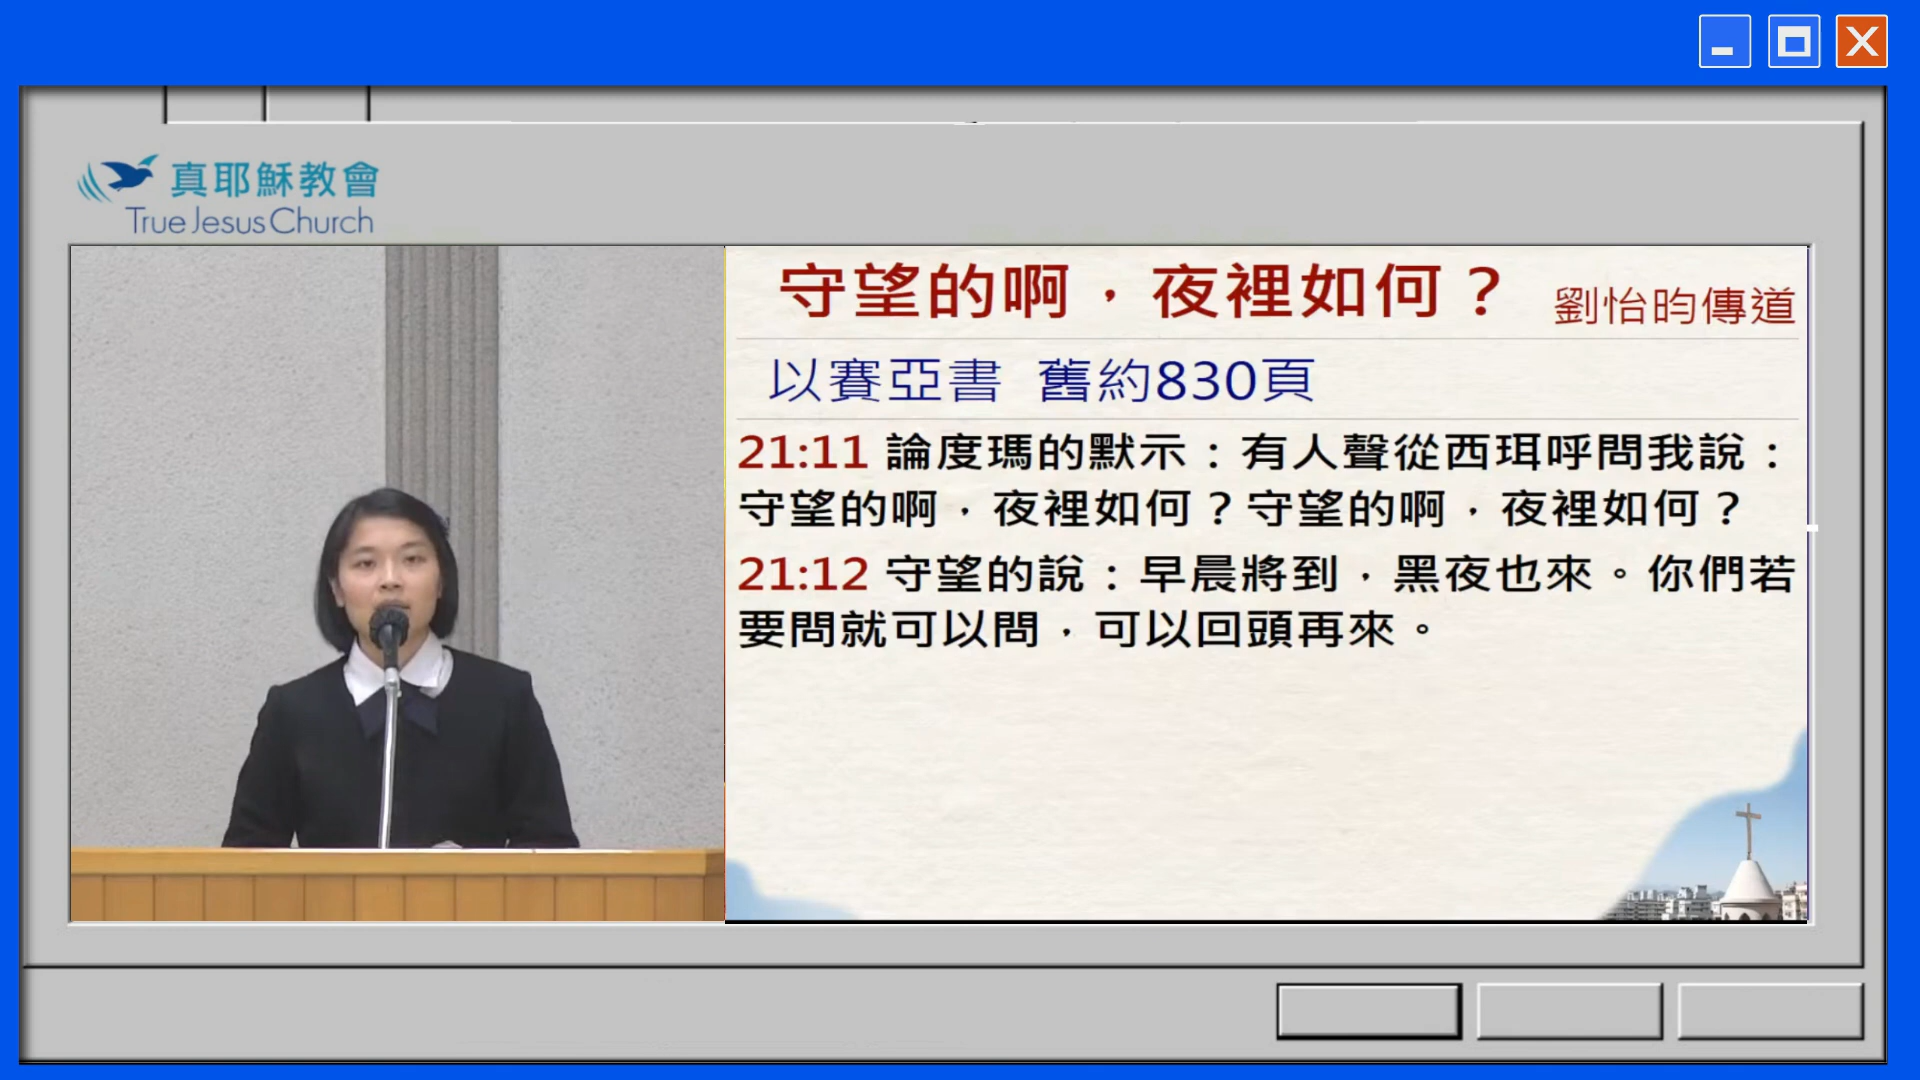 真耶穌教會
True Jesus Church
守望的啊，夜裡如何？ 劉怡昀傳道
以賽亞書 舊約830頁
21:11 論度瑪的默示：有人聲從西珥呼問我說：
守望的啊，夜裡如何？守望的啊，夜裡如何？
21:12 守望的說：早晨將到，黑夜也來。你們若
要問就可以問，可以回頭再來。